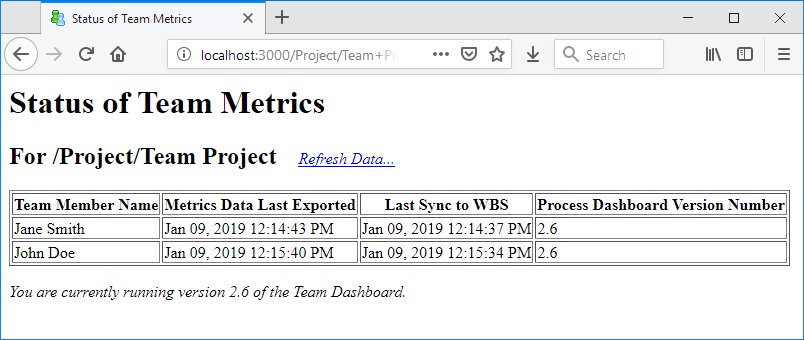 Status of Team Metrics
localhost:3000/Project/Team+Pr
Search
Status of Team Metrics
For /Project/Team Project Refresh Data...
Team Member Name Metrics Data Last Exported Last Sync to WBS Process Dashboard Version Number
Jane Smith Jan 09, 2019 12:14:43 PM Jan 09, 2019 12:14:37 PM 2.6
John Doe Jan 09, 2019 12:15:40 PM Jan 09, 2019 12:15:34 PM 2.6
You are currently running version 2.6 of the Team Dashboard.